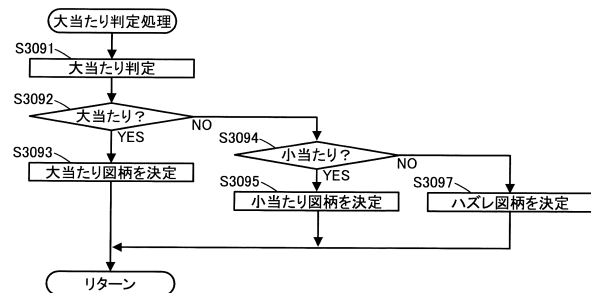 大当たり判定処理
S3091
大当たり判定
S3092
大当たり？
NO
YES
S3094
小当たり？
NO
YES
S3093
大当たり図柄を決定
S3095
小当たり図柄を決定
S3097
ハズレ図柄を決定
リターン